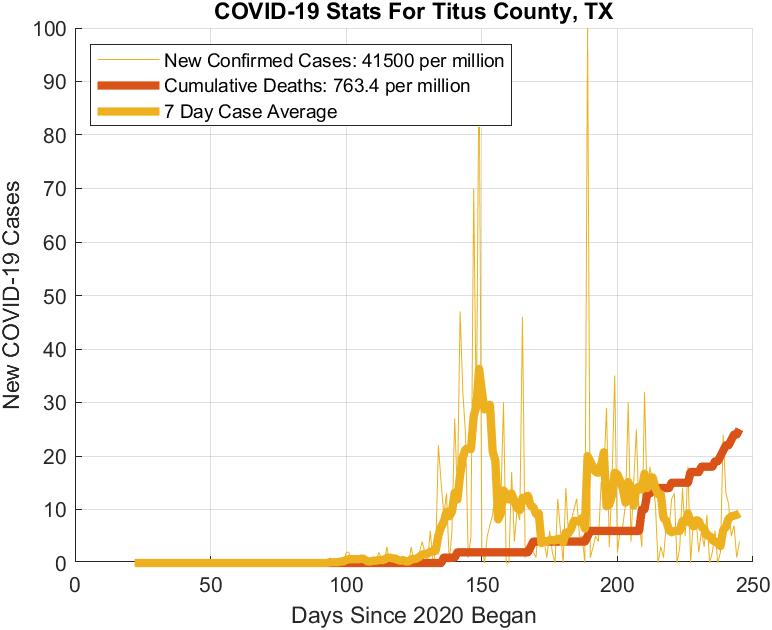 COVID-19 Stats For Titus County, TX
New Confirmed Cases: 41500 per million
Cumulative Deaths: 763.4 per million
7 Day Case Average
New COVID-19 Cases
100
90
80
70
60
50
40
30
20
10
0
0 50 100 150 200 250
Days Since 2020 Began